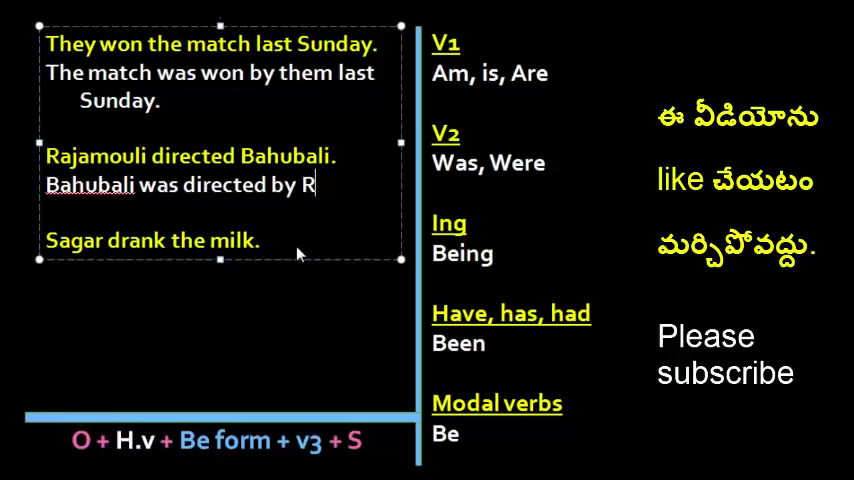 They won the match last Sunday.
The match was won by them last
Sunday.
Rajamouli directed Bahubali.
Bahubali was directed by R
Sagar drank the milk.
O + H.v + Be form + v3 + S
V1
Am, is, Are
V2
Was, Were
Ing
Being
Have, has, had
Been
Modal verbs
Be
ఈ వీడియోను
like చేయటం
మర్చిపోవద్దు.
Please
subscribe